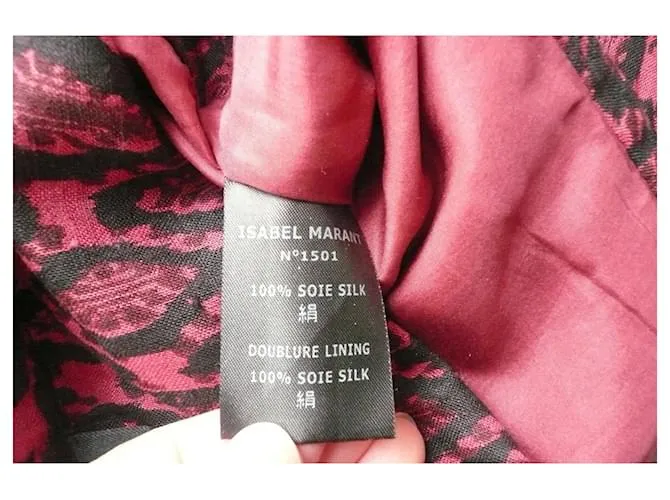 ISABEL MARANT
N°1501
100% SOIE SILK
絹
DOUBLURE LINING
100% SOIE SILK
絹